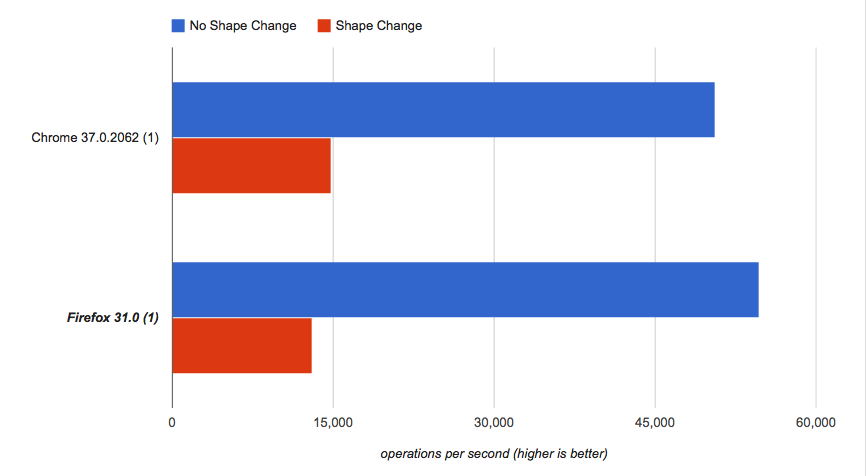 No Shape Change Shape Change
Chrome 37.0.2062 (1)
Firefox 31.0 (1)
0 15,000 30,000 45,000 60,000
operations per second (higher is better)